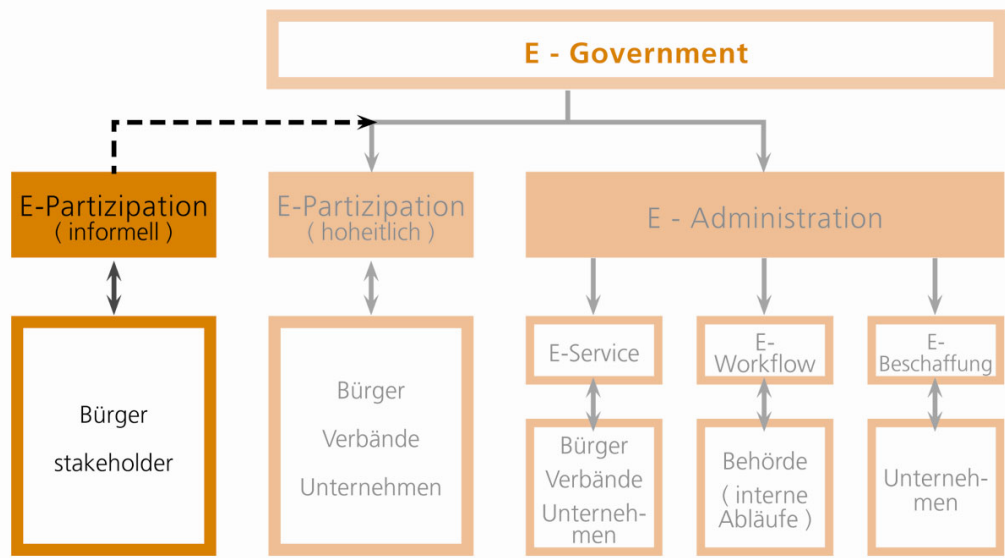 E - Government
E-Partizipation
( informell )
E-Partizipation
( hoheitlich )
E - Administration
Bürger
stakeholder
Bürger
Verbände
Unternehmen
E-Service
E-
Workflow
E-
Beschaffung
Bürger
Verbände
Unterneh-
men
Behörde
( interne
Abläufe )
Unterneh-
men